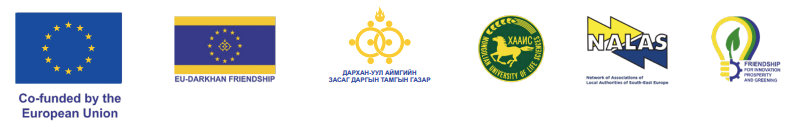 Co-funded by the
European Union
EU-DARKHAN FRIENDSHIP
ДАРХАН-УУЛ АЙМГИЙН
ЗАСАГ ДАРГЫН ТАМГЫН ГАЗАР
ХААИС
MONGOLIAN UNIVERSITY OF LIFE SCIENCES
NALAS
Network of Associations of
Local Authorities of South-East Europe
FRIENDSHIP
FOR INNOVATION
PROSPERITY
AND GREENING